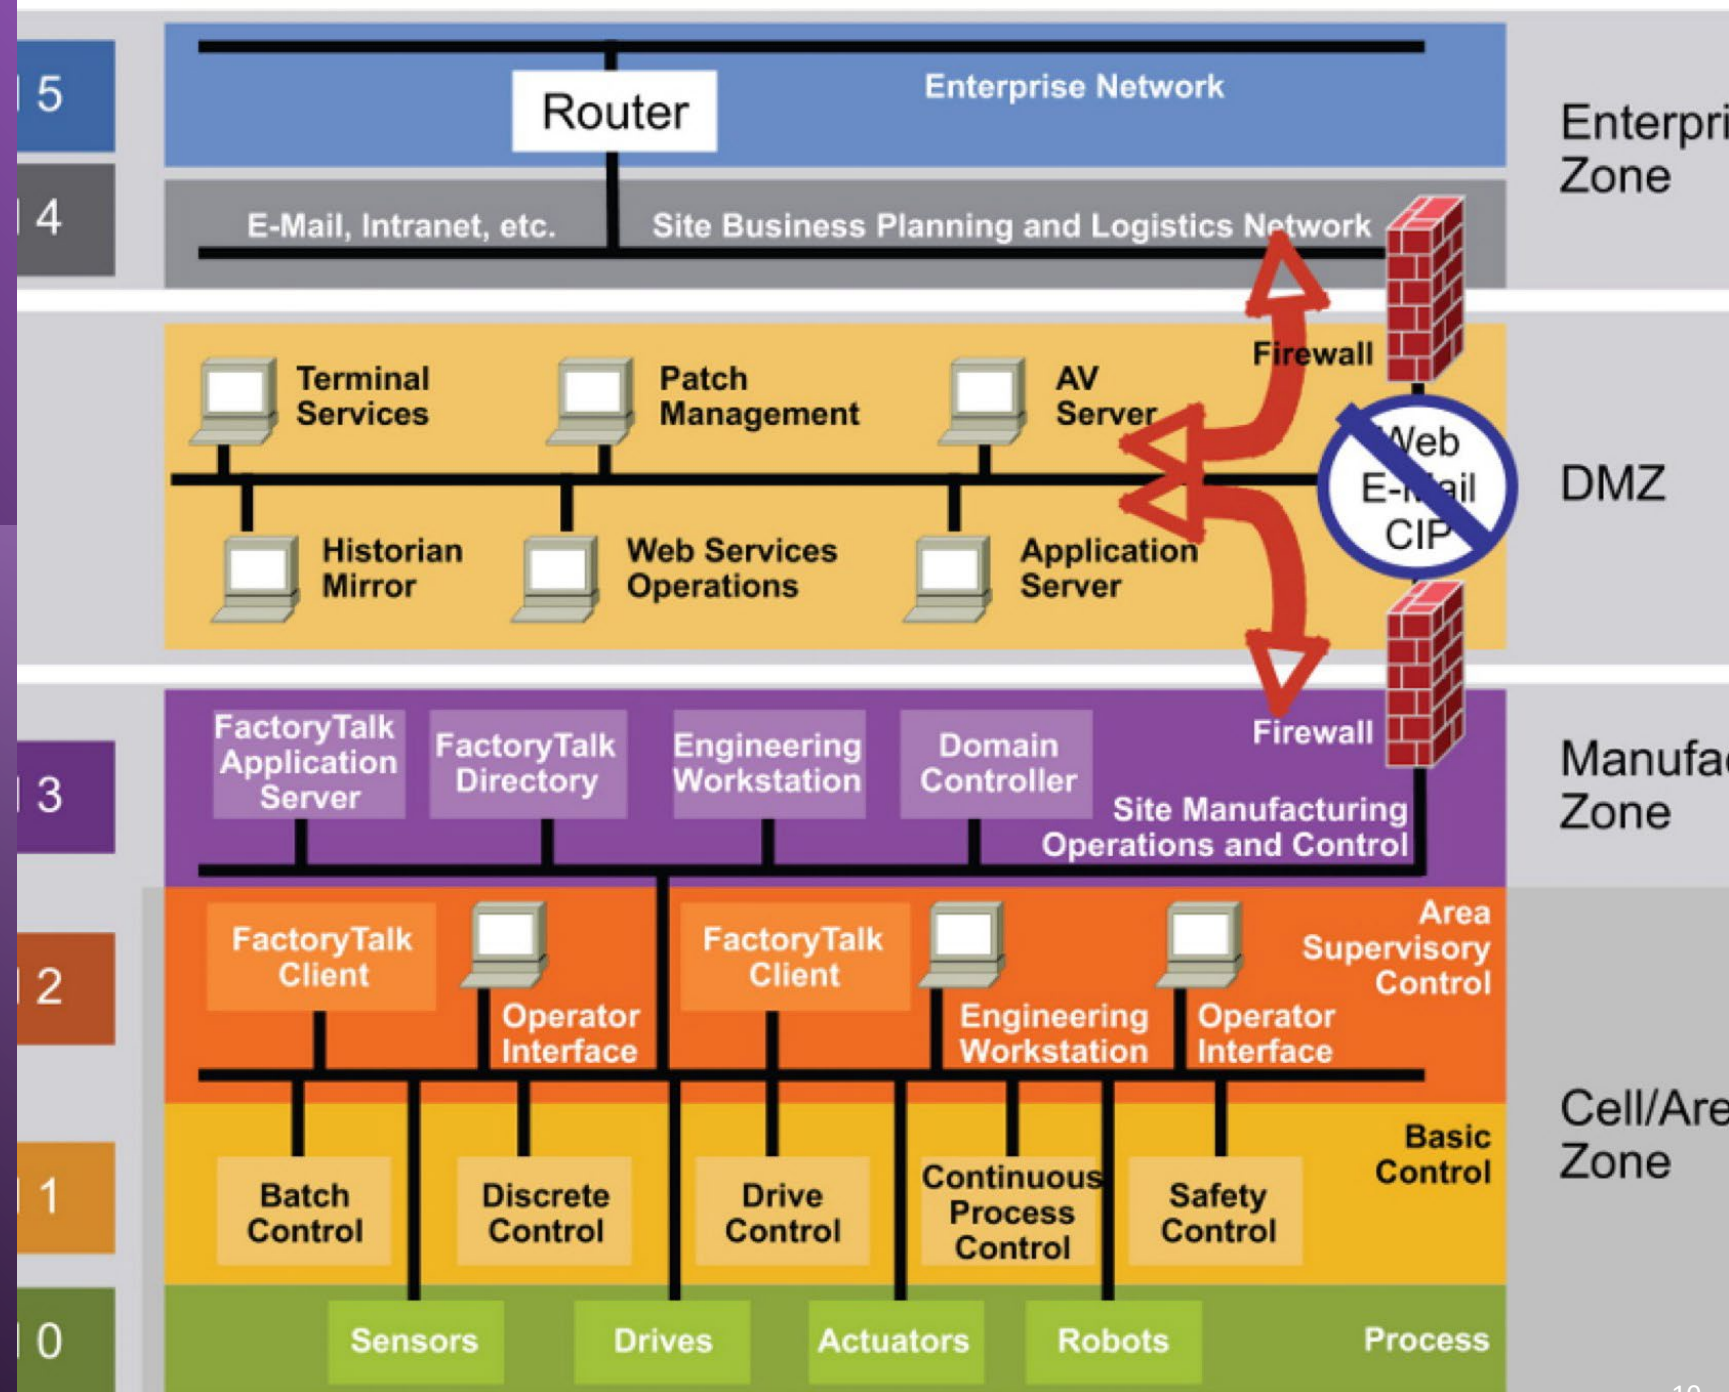 5
Router
Enterprise Network
Enterpri
Zone
4
E-Mail, Intranet, etc.
Site Business Planning and Logistics Network
Firewall
Terminal
Services
Patch
Management
AV
Server
Web
E-Mail
CIP
DMZ
Historian
Mirror
Web Services
Operations
Application
Server
3
FactoryTalk
Application
Server
FactoryTalk
Directory
Engineering
Workstation
Domain
Controller
Firewall
Site Manufacturing
Operations and Control
Manufac
Zone
2
FactoryTalk
Client
Operator
Interface
FactoryTalk
Client
Engineering
Workstation
Operator
Interface
Area
Supervisory
Control
1
Batch
Control
Discrete
Control
Drive
Control
Continuous
Process
Control
Safety
Control
Basic
Control
Cell/Are
Zone
0
Sensors
Drives
Actuators
Robots
Process